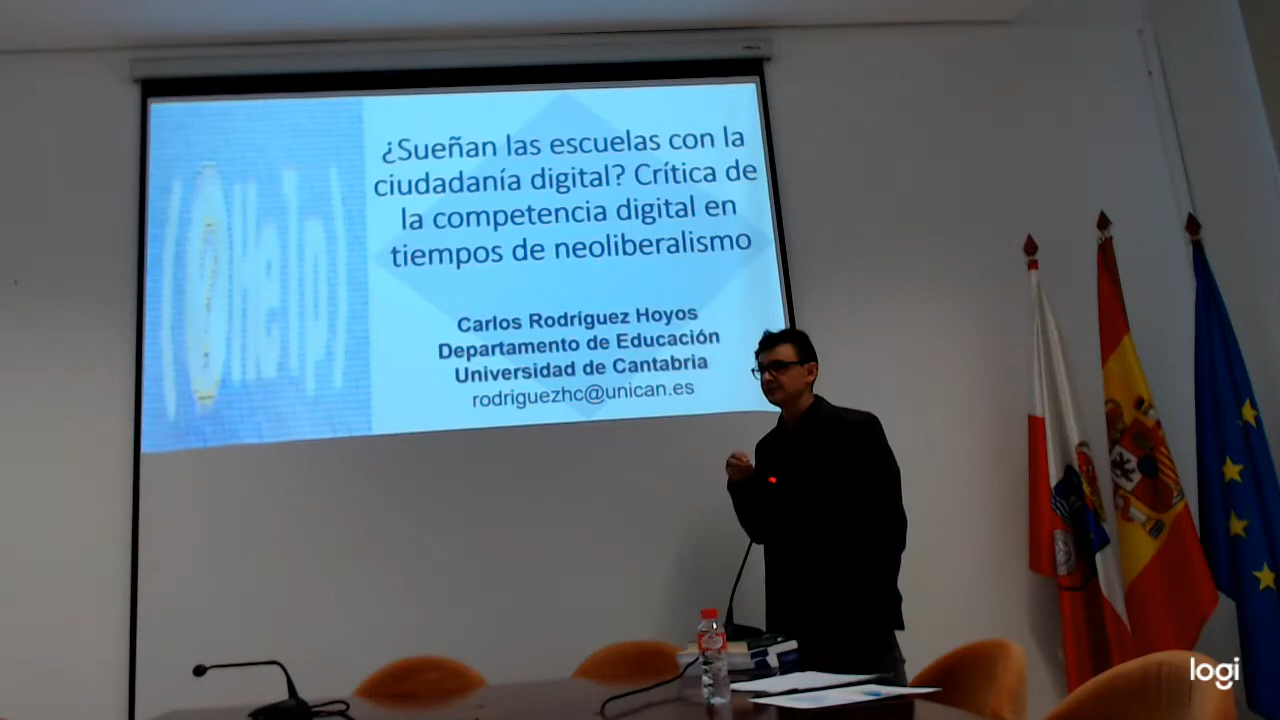 ¿Sueñan las escuelas con la
ciudadanía digital? Crítica de
la competencia digital en
tiempos de neoliberalismo
Carlos Rodríguez Hoyos
Departamento de Educación
Universidad de Cantabria
rodriguezhc@unican.es
(?HeIp)
logi